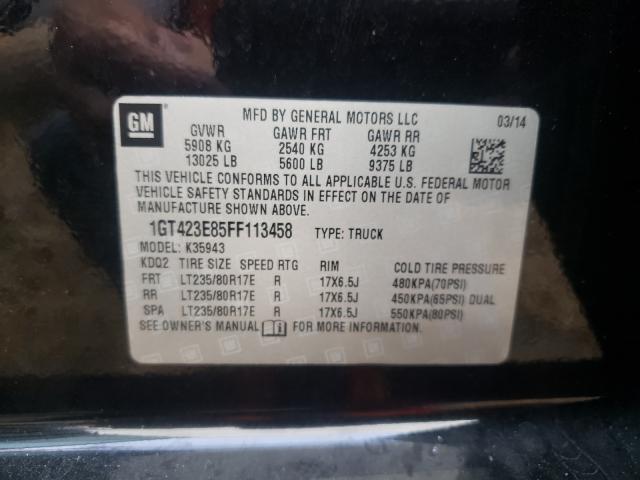 GM
MFD BY GENERAL MOTORS LLC 03/14
GVWR GAWR FRT GAWR RR
5908 KG 2540 KG 4253 KG
13025 LB 5600 LB 9375 LB
THIS VEHICLE CONFORMS TO ALL APPLICABLE U.S. FEDERAL MOTOR
VEHICLE SAFETY STANDARDS IN EFFECT ON THE DATE OF
MANUFACTURE SHOWN ABOVE.
1GT423E85FF113458 TYPE: TRUCK
MODEL: K35943
KDQ2 TIRE SIZE SPEED RTG RIM COLD TIRE PRESSURE
FRT LT235/80R17E R 17X6.5J 480KPA(70PSI)
RR LT235/80R17E R 17X6.5J 450KPA(65PSI) DUAL
SPA LT235/80R17E R 17X6.5J 550KPA(80PSI)
SEE OWNER'S MANUAL FOR MORE INFORMATION.